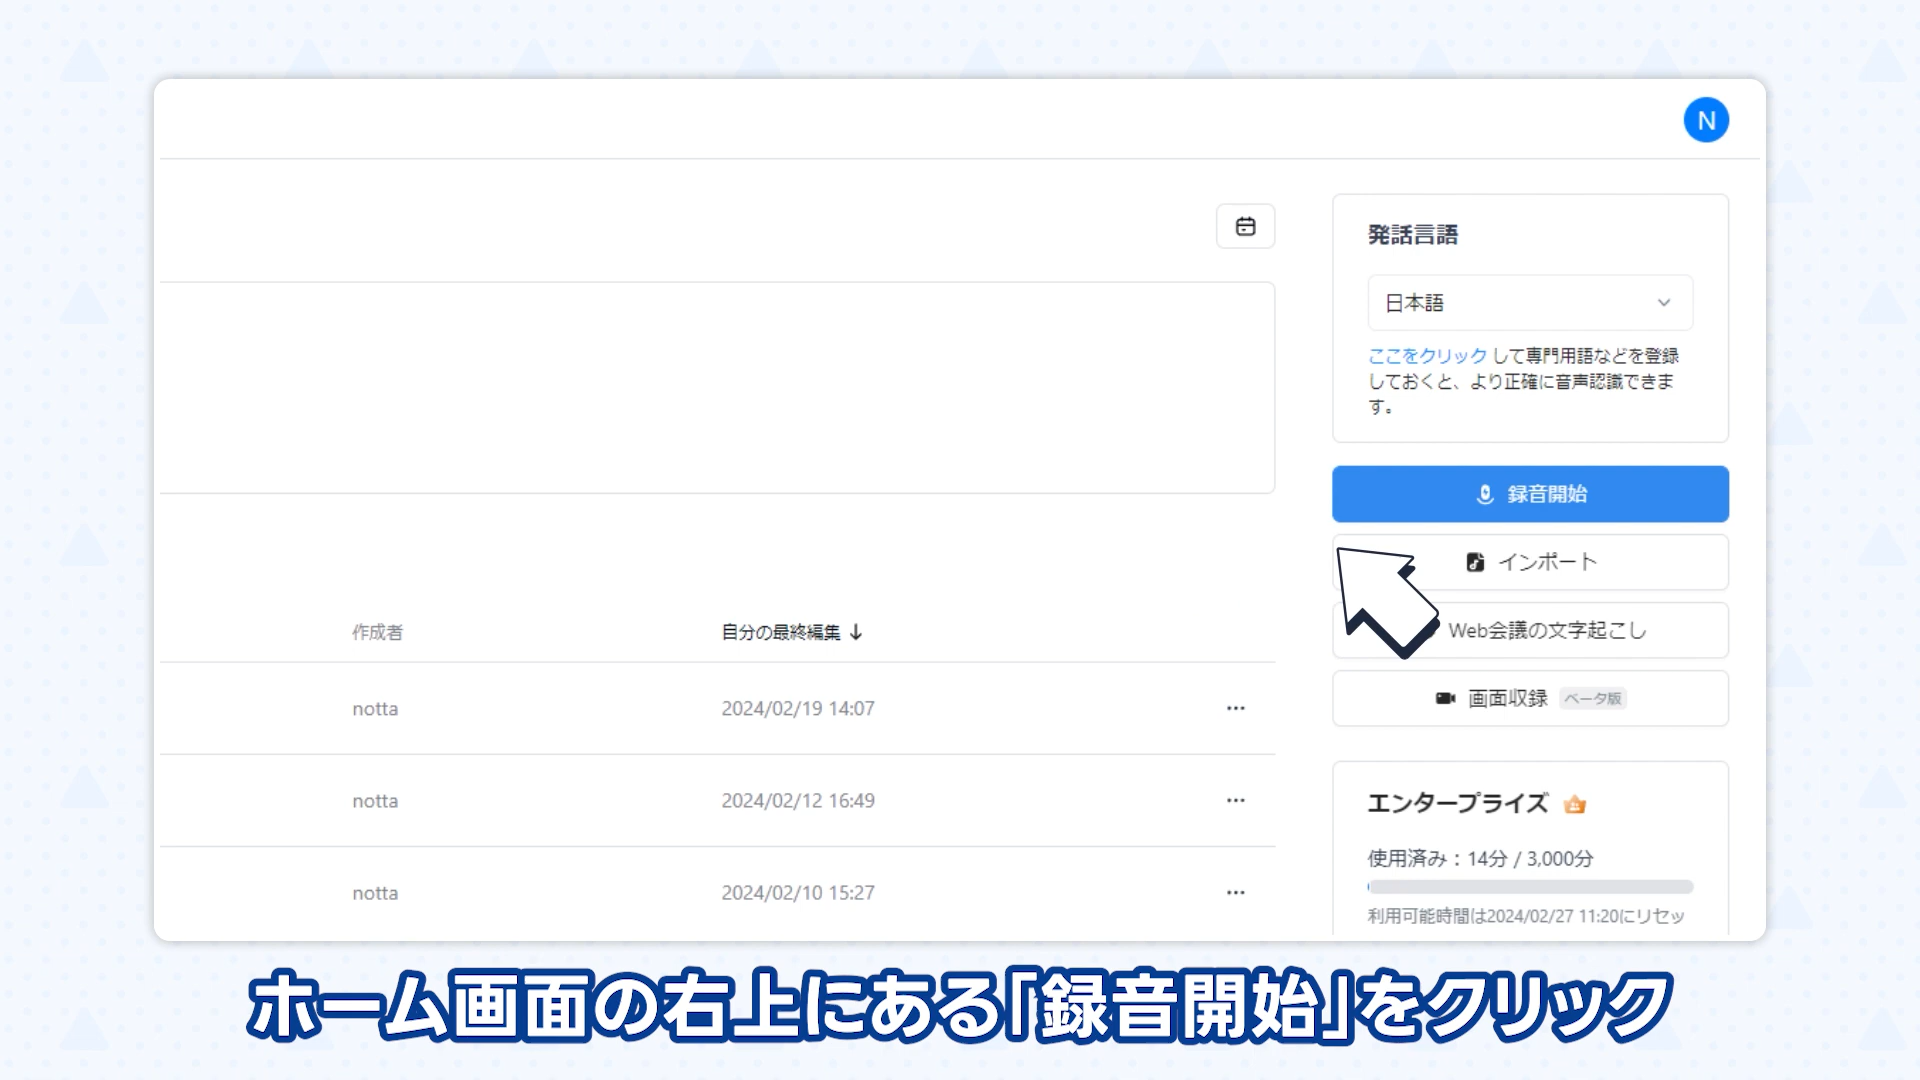 N
発話言語
日本語
ここをクリック して専門用語などを登録
しておくと、より正確に音声認識できま
す。
録音開始
インポート
Web会議の文字起こし
画面収録 ベータ版
作成者 自分の最終編集 ↓
notta 2024/02/19 14:07 ···
notta 2024/02/12 16:49 ···
notta 2024/02/10 15:27 ···
エンタープライズ
使用済み：14分 / 3,000分
利用可能時間は2024/02/27 11:20にリセッ
ホーム画面の右上にある「録音開始」をクリック